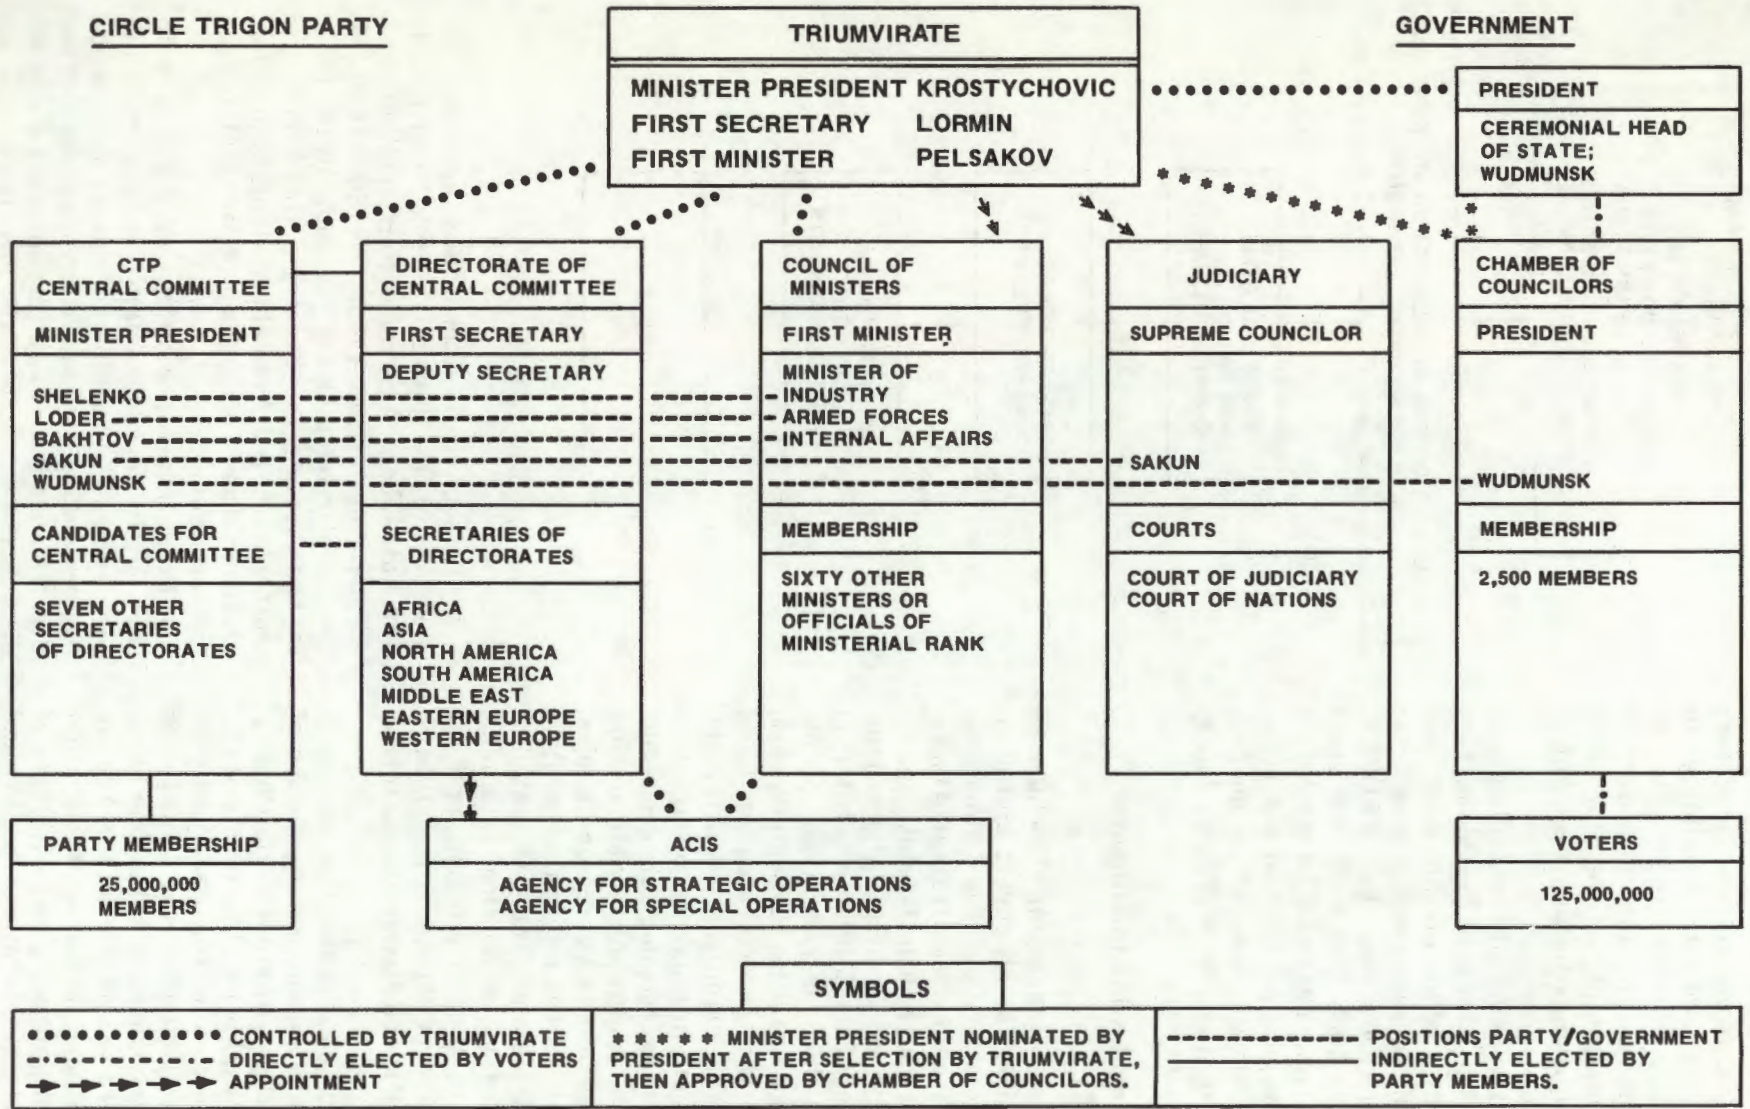 CIRCLE TRIGON PARTY
TRIUMVIRATE
MINISTER PRESIDENT KROSTYCHOVIC
FIRST SECRETARY LORMIN
FIRST MINISTER PELSAKOV
GOVERNMENT
PRESIDENT
CEREMONIAL HEAD
OF STATE;
WUDMUNSK
CTP
CENTRAL COMMITTEE
MINISTER PRESIDENT
SHELENKO
LODER
BAKHTOV
SAKUN
WUDMUNSK
CANDIDATES FOR
CENTRAL COMMITTEE
SEVEN OTHER
SECRETARIES
OF DIRECTORATES
DIRECTORATE OF
CENTRAL COMMITTEE
FIRST SECRETARY
DEPUTY SECRETARY
SECRETARIES OF
DIRECTORATES
AFRICA
ASIA
NORTH AMERICA
SOUTH AMERICA
MIDDLE EAST
EASTERN EUROPE
WESTERN EUROPE
COUNCIL OF
MINISTERS
FIRST MINISTER
MINISTER OF
INDUSTRY
ARMED FORCES
INTERNAL AFFAIRS
MEMBERSHIP
SIXTY OTHER
MINISTERS OR
OFFICIALS OF
MINISTERIAL RANK
JUDICIARY
SUPREME COUNCILOR
SAKUN
COURTS
COURT OF JUDICIARY
COURT OF NATIONS
CHAMBER OF
COUNCILORS
PRESIDENT
WUDMUNSK
MEMBERSHIP
2,500 MEMBERS
PARTY MEMBERSHIP
25,000,000
MEMBERS
ACIS
AGENCY FOR STRATEGIC OPERATIONS
AGENCY FOR SPECIAL OPERATIONS
VOTERS
125,000,000
SYMBOLS
CONTROLLED BY TRIUMVIRATE
DIRECTLY ELECTED BY VOTERS
APPOINTMENT
***** MINISTER PRESIDENT NOMINATED BY
PRESIDENT AFTER SELECTION BY TRIUMVIRATE,
THEN APPROVED BY CHAMBER OF COUNCILORS.
POSITIONS PARTY/GOVERNMENT
INDIRECTLY ELECTED BY
PARTY MEMBERS.